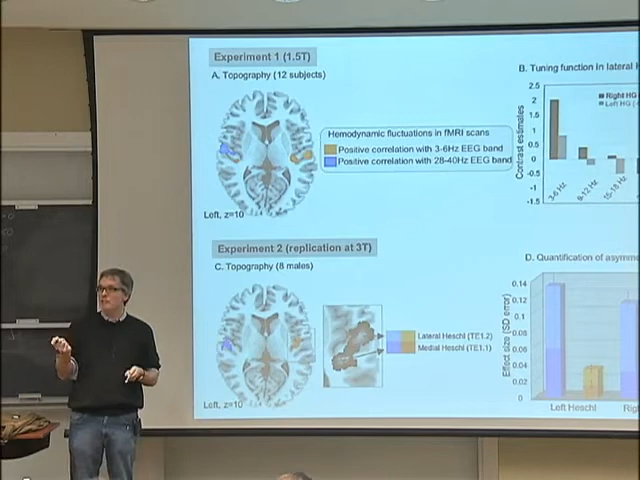 Experiment 1 (1.5T)
A. Topography (12 subjects)
Hemodynamic fluctuations in fMRI scans
Positive correlation with 3-6Hz EEG band
Positive correlation with 28-40Hz EEG band
Left, z=10
B. Tuning function in lateral
Right HG
Left HG
Contrast estimates
2.5
2
1.5
1
0.5
0
-0.5
-1
-1.5
3-6 Hz
8-12 Hz
15-18 Hz
Experiment 2 (replication at 3T)
C. Topography (8 males)
Lateral Heschl (TE1.2)
Medial Heschl (TE1.1)
Left, z=10
D. Quantification of asymm
Effect size (SD error)
0.14
0.12
0.1
0.08
0.06
0.04
0.02
0
Left Heschl